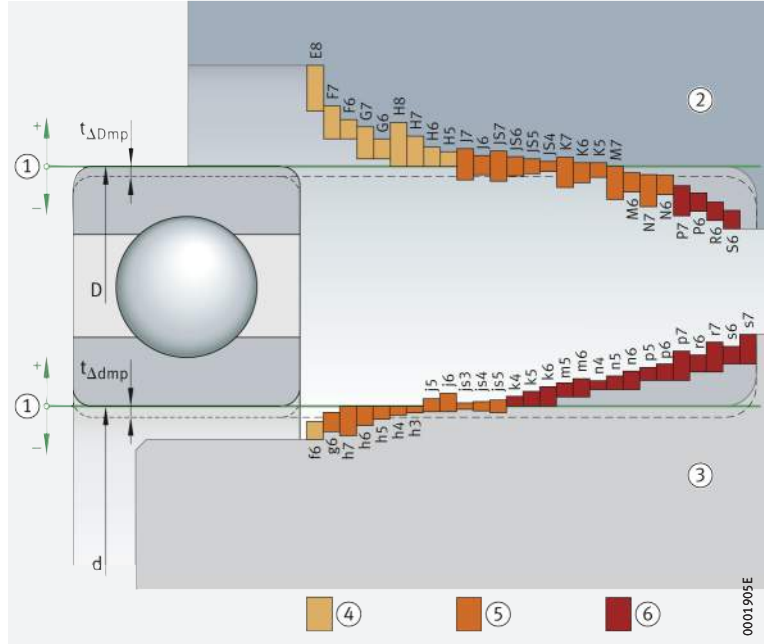 E8
F7
F6
G7
G6
H8
H7
H6
H5
J7
J6
JS7
JS6
JS5
JS4
K7
K6
K5
M7
M6
N7
N6
P7
P6
R6
S6
2
+
t∆Dmp
1
−
D
+
t∆dmp
1
−
d
f6
g6
h7
h6
h5
h4
h3
j5
j6
js3
js4
js5
k4
k5
k6
m5
m6
n4
n5
n6
p5
p6
p7
r6
r7
s6
s7
3
4
5
6
0001905E